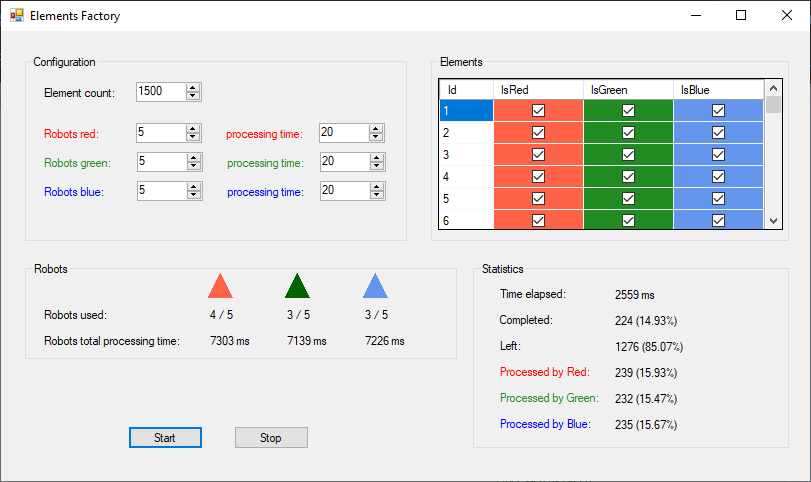 Elements Factory
Configuration
Element count: 1500
Robots red: 5 processing time: 20
Robots green: 5 processing time: 20
Robots blue: 5 processing time: 20
Elements
Id IsRed IsGreen IsBlue
1
2
3
4
5
6
Robots
Robots used: 4 / 5 3 / 5 3 / 5
Robots total processing time: 7303 ms 7139 ms 7226 ms
Statistics
Time elapsed: 2559 ms
Completed: 224 (14.93%)
Left: 1276 (85.07%)
Processed by Red: 239 (15.93%)
Processed by Green: 232 (15.47%)
Processed by Blue: 235 (15.67%)
Start Stop